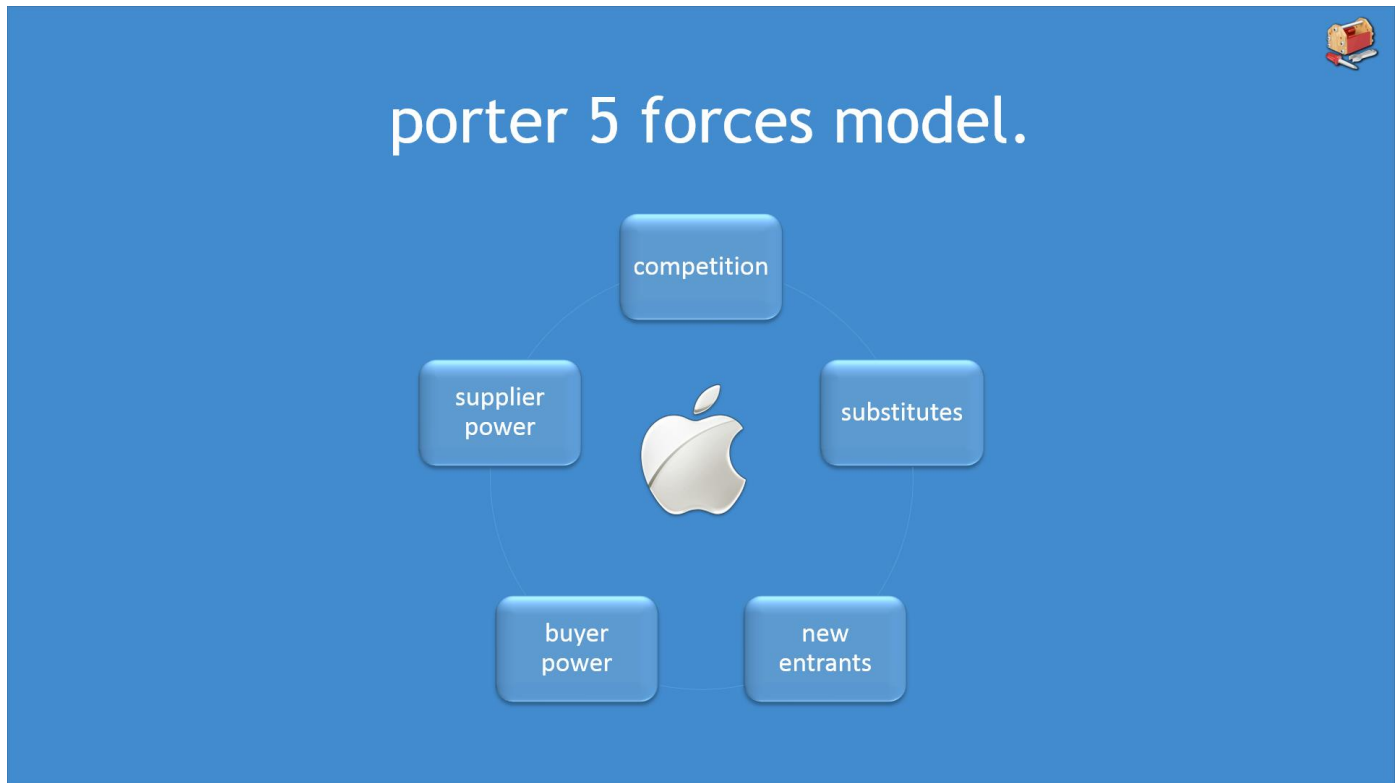 porter 5 forces model.
competition
supplier
power
substitutes
buyer
power
new
entrants